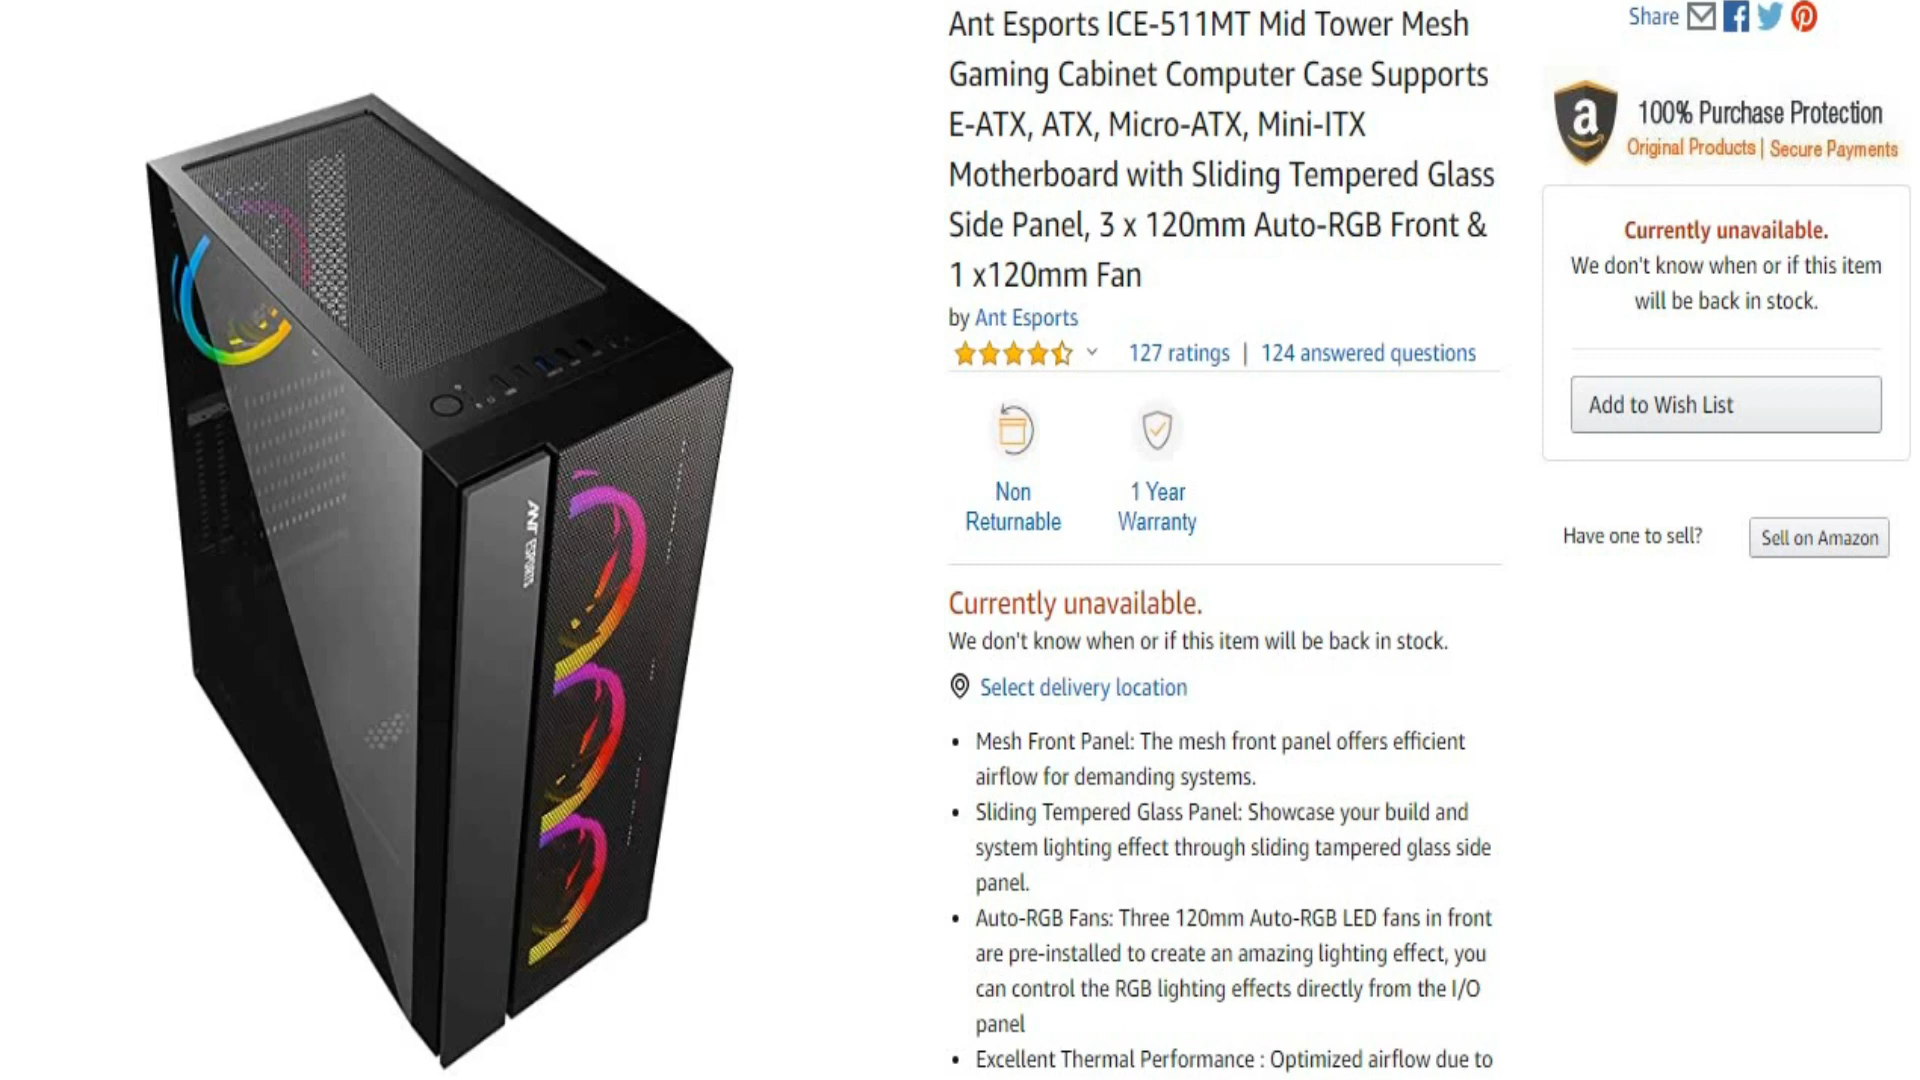 Ant Esports ICE-511MT Mid Tower Mesh
Gaming Cabinet Computer Case Supports
E-ATX, ATX, Micro-ATX, Mini-ITX
Motherboard with Sliding Tempered Glass
Side Panel, 3 x 120mm Auto-RGB Front &
1 x120mm Fan
by Ant Esports
127 ratings | 124 answered questions
Non
Returnable
1 Year
Warranty
Currently unavailable.
We don't know when or if this item will be back in stock.
Select delivery location
• Mesh Front Panel: The mesh front panel offers efficient
airflow for demanding systems.
• Sliding Tempered Glass Panel: Showcase your build and
system lighting effect through sliding tampered glass side
panel.
• Auto-RGB Fans: Three 120mm Auto-RGB LED fans in front
are pre-installed to create an amazing lighting effect, you
can control the RGB lighting effects directly from the I/O
panel
• Excellent Thermal Performance : Optimized airflow due to
Share
100% Purchase Protection
Original Products | Secure Payments
Currently unavailable.
We don't know when or if this item
will be back in stock.
Add to Wish List
Have one to sell?
Sell on Amazon
ANT ESPORTS